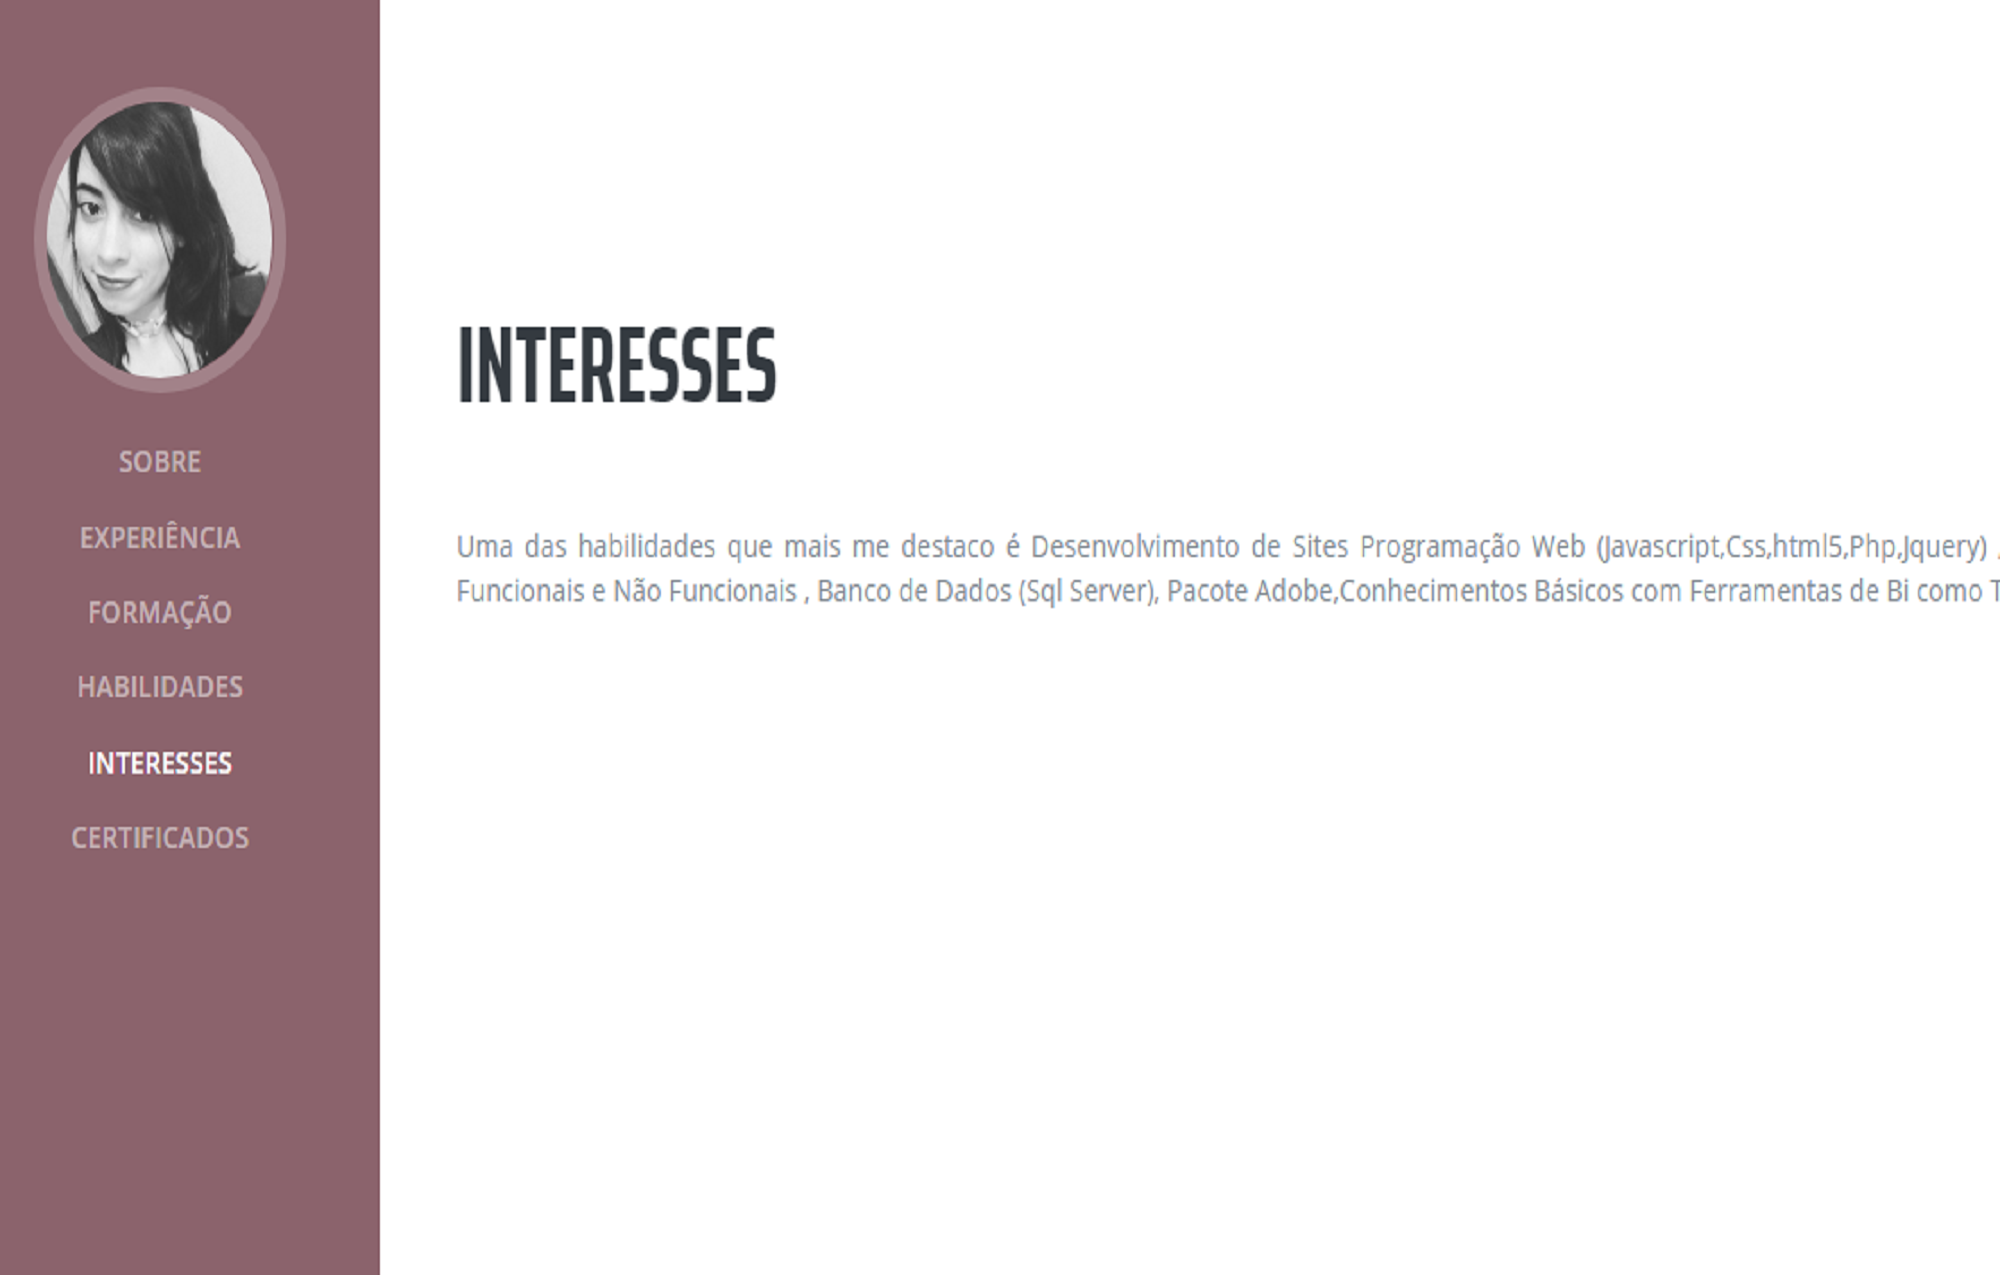 SOBRE
EXPERIÊNCIA
FORMAÇÃO
HABILIDADES
INTERESSES
CERTIFICADOS
INTERESSES
Uma das habilidades que mais me destaco é Desenvolvimento de Sites Programação Web (Javascript,Css,html5,Php,Jquery)
Funcionais e Não Funcionais , Banco de Dados (Sql Server), Pacote Adobe,Conhecimentos Básicos com Ferramentas de Bi como